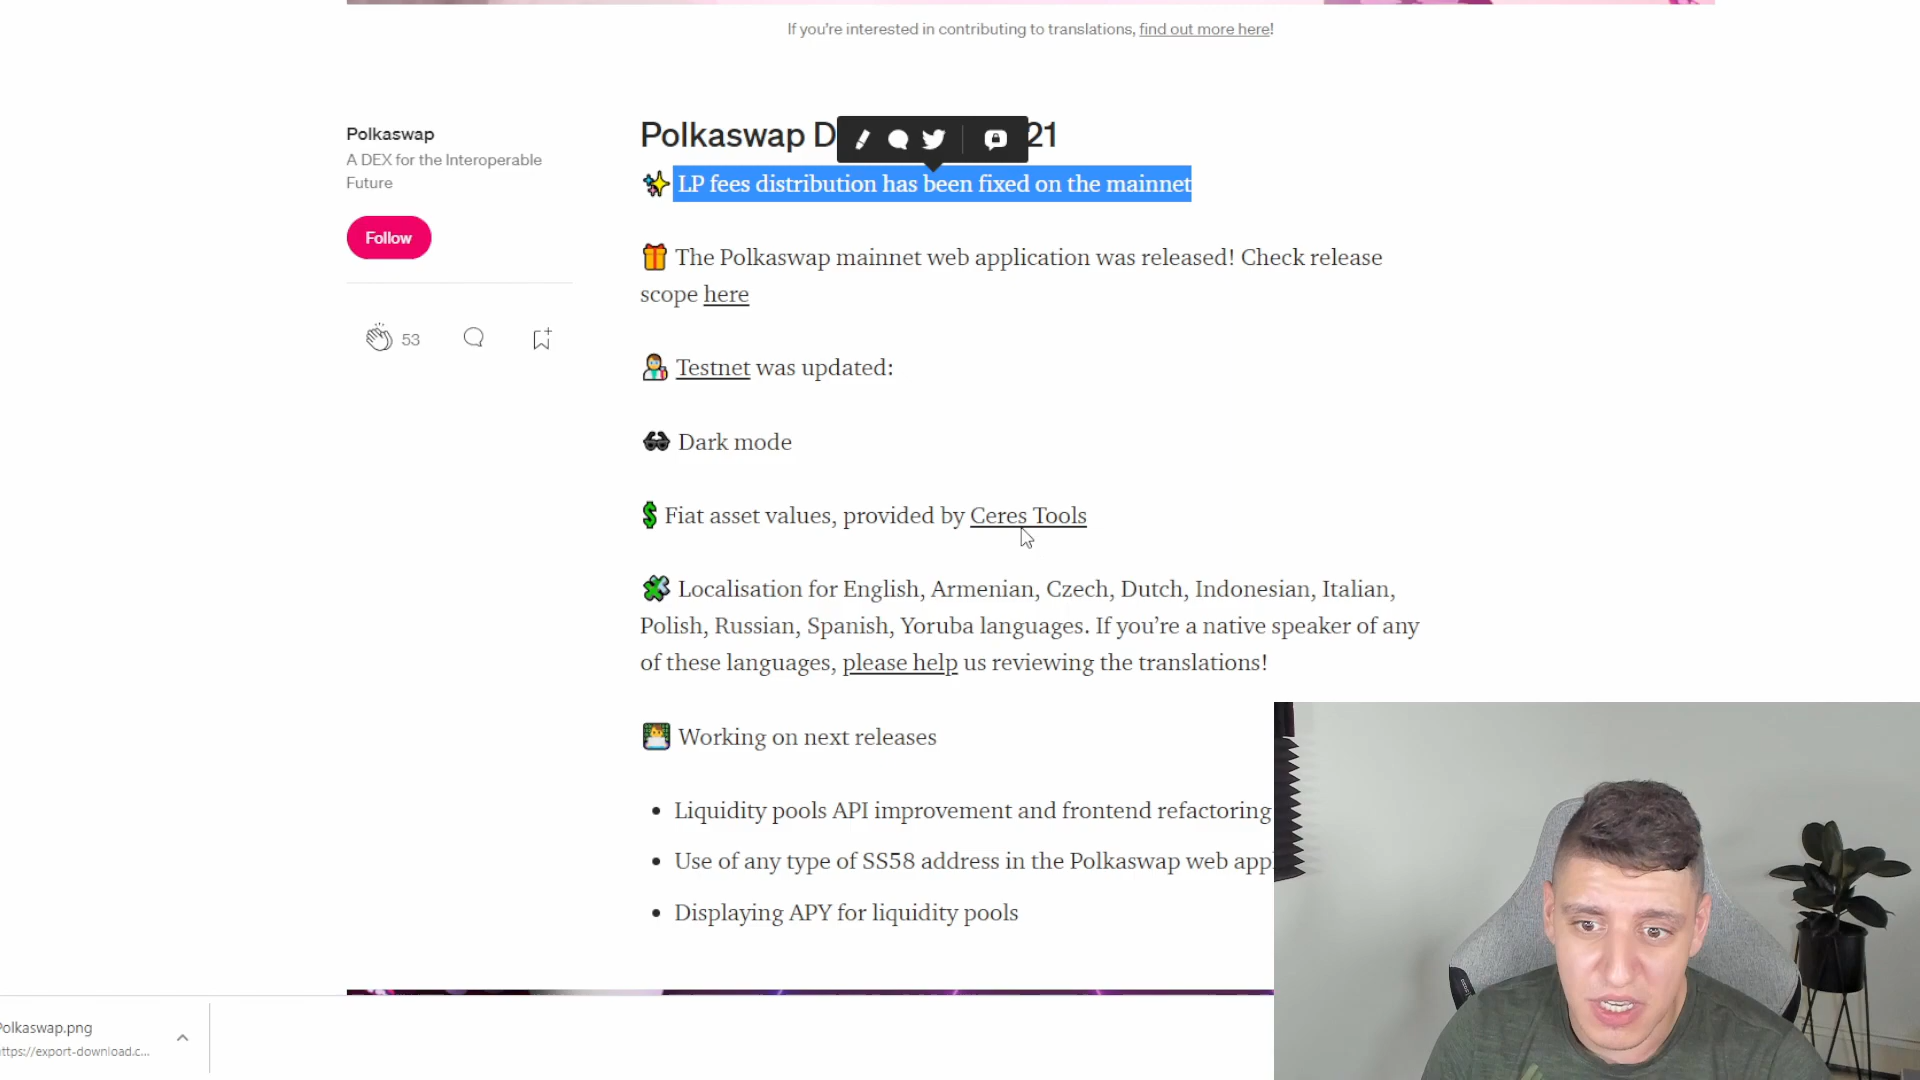 If you're interested in contributing to translations, find out more here!
Polkaswap
A DEX for the Interoperable
Future
Follow
53
Polkaswap D 21
LP fees distribution has been fixed on the mainnet
The Polkaswap mainnet web application was released! Check release
scope here
Testnet was updated:
Dark mode
Fiat asset values, provided by Ceres Tools
Localisation for English, Armenian, Czech, Dutch, Indonesian, Italian,
Polish, Russian, Spanish, Yoruba languages. If you’re a native speaker of any
of these languages, please help us reviewing the translations!
Working on next releases
• Liquidity pools API improvement and frontend refactoring
• Use of any type of SS58 address in the Polkaswap web app
• Displaying APY for liquidity pools
Polkaswap.png
ttps://export-download.c...